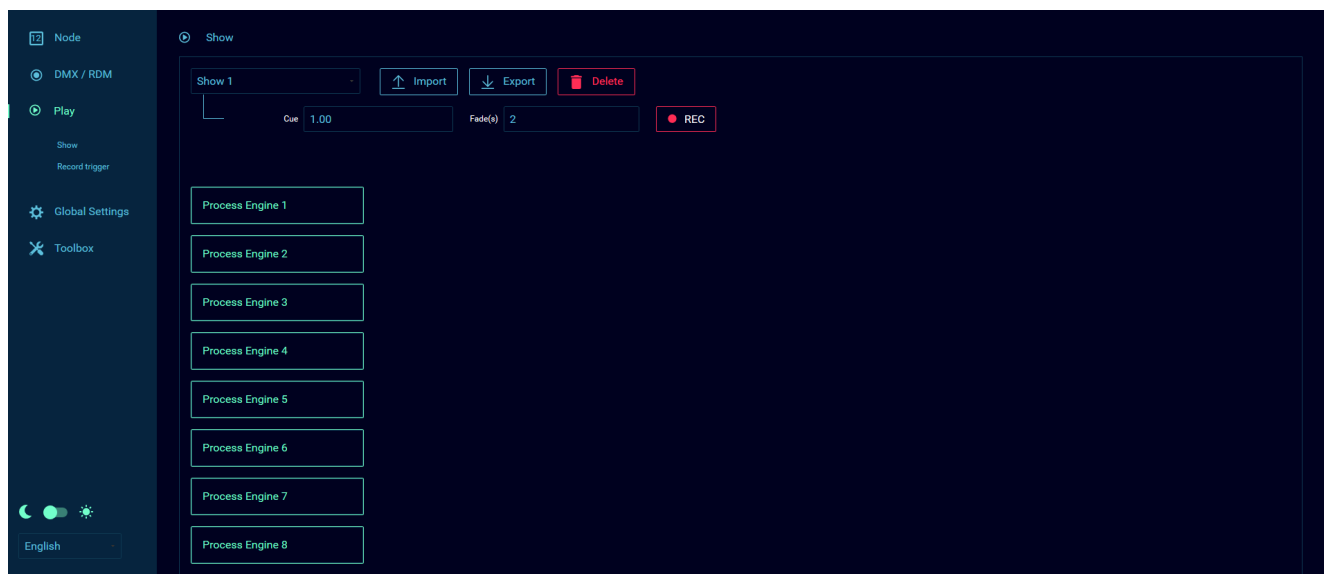 12 Node
DMX / RDM
Play
Show
Record trigger
Global Settings
Toolbox
English
Show
Show 1 Import Export Delete
Cue 1.00 Fade(s) 2 REC
Process Engine 1
Process Engine 2
Process Engine 3
Process Engine 4
Process Engine 5
Process Engine 6
Process Engine 7
Process Engine 8